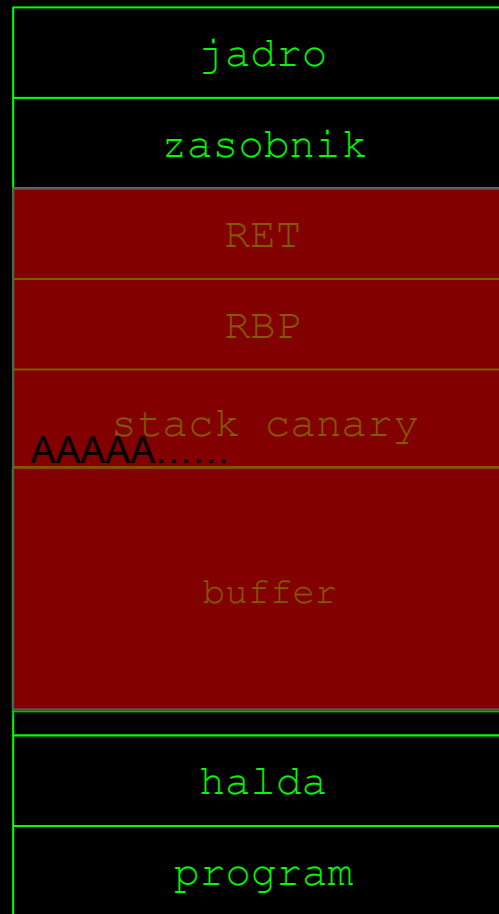 jadro
zasobnik
RET
RBP
stack canary
AAAAA......
buffer
halda
program